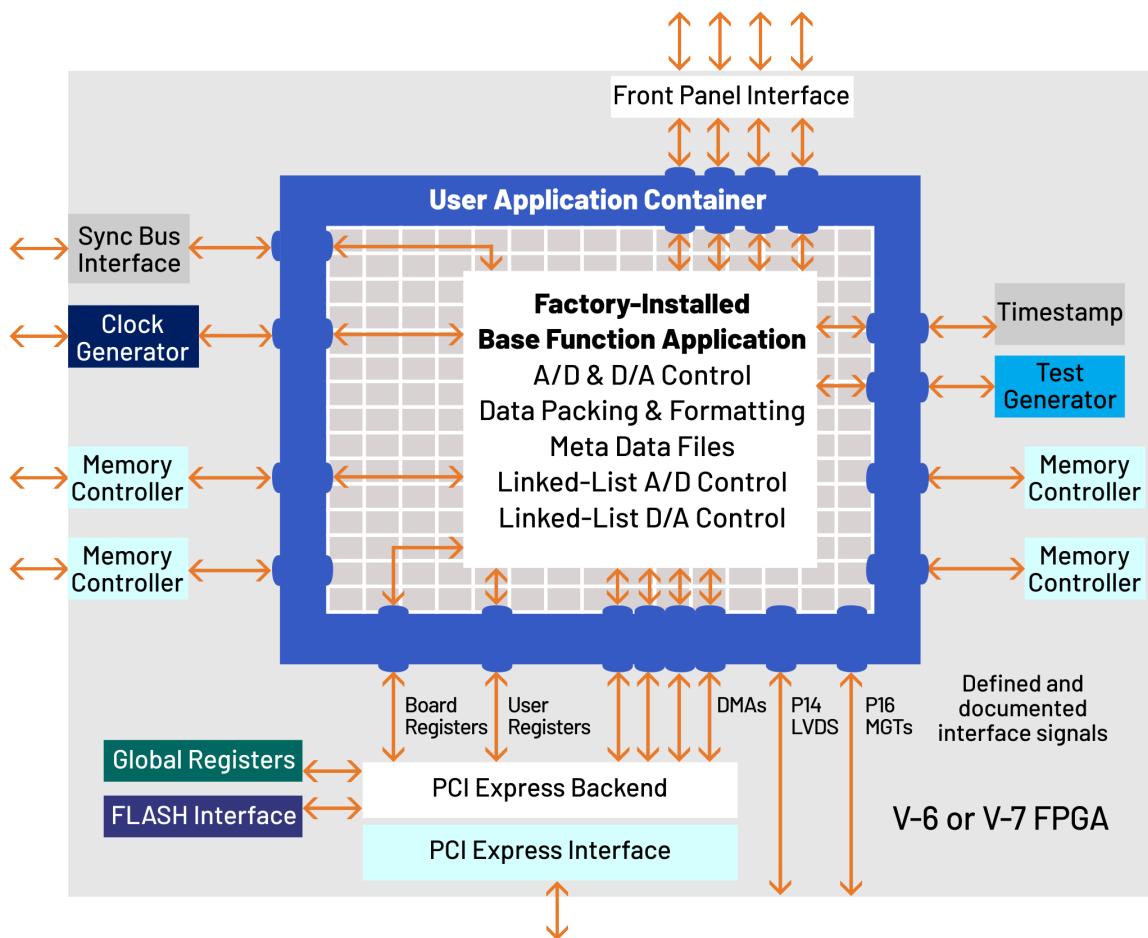 Front Panel Interface
User Application Container
Sync Bus
Interface
Clock
Generator
Memory
Controller
Memory
Controller
Factory-Installed
Base Function Application
A/D & D/A Control
Data Packing & Formatting
Meta Data Files
Linked-List A/D Control
Linked-List D/A Control
Timestamp
Test
Generator
Memory
Controller
Memory
Controller
Board
Registers
User
Registers
DMAs
P14
LVDS
P16
MGTs
Defined and
documented
interface signals
Global Registers
FLASH Interface
PCI Express Backend
PCI Express Interface
V-6 or V-7 FPGA